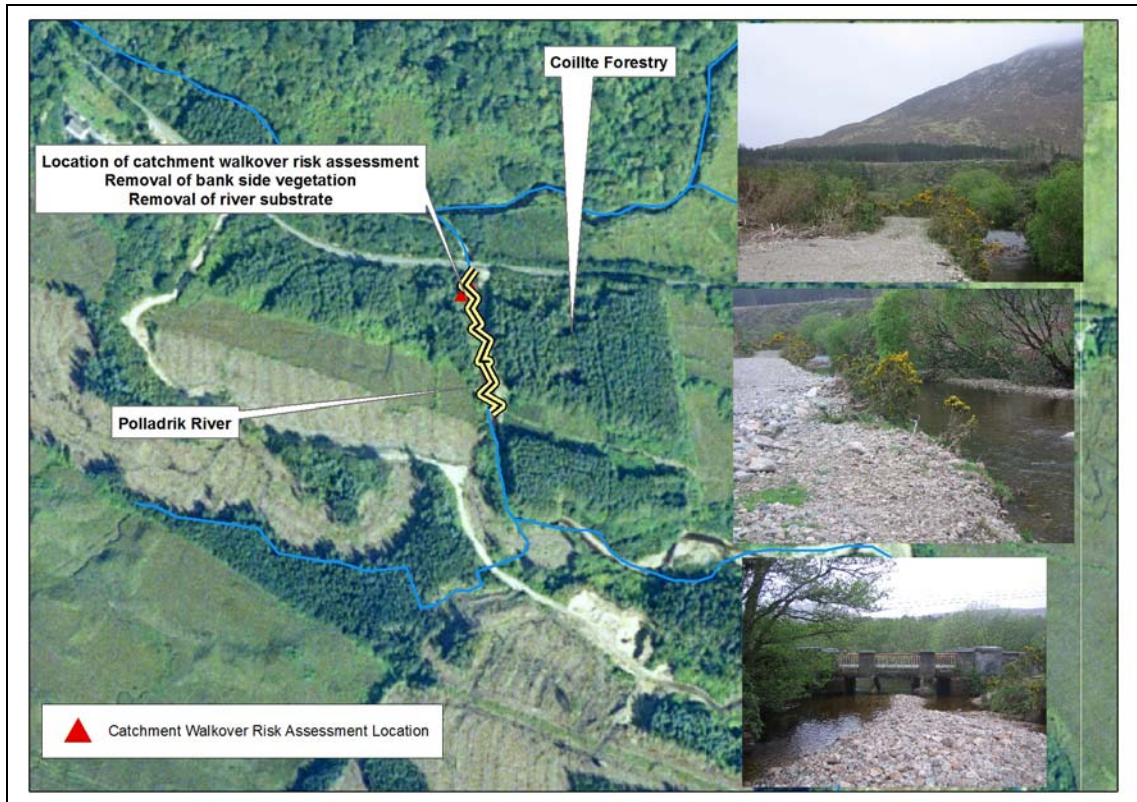 Coillte Forestry
Location of catchment walkover risk assessment
Removal of bank side vegetation
Removal of river substrate
Polladrik River
Catchment Walkover Risk Assessment Location